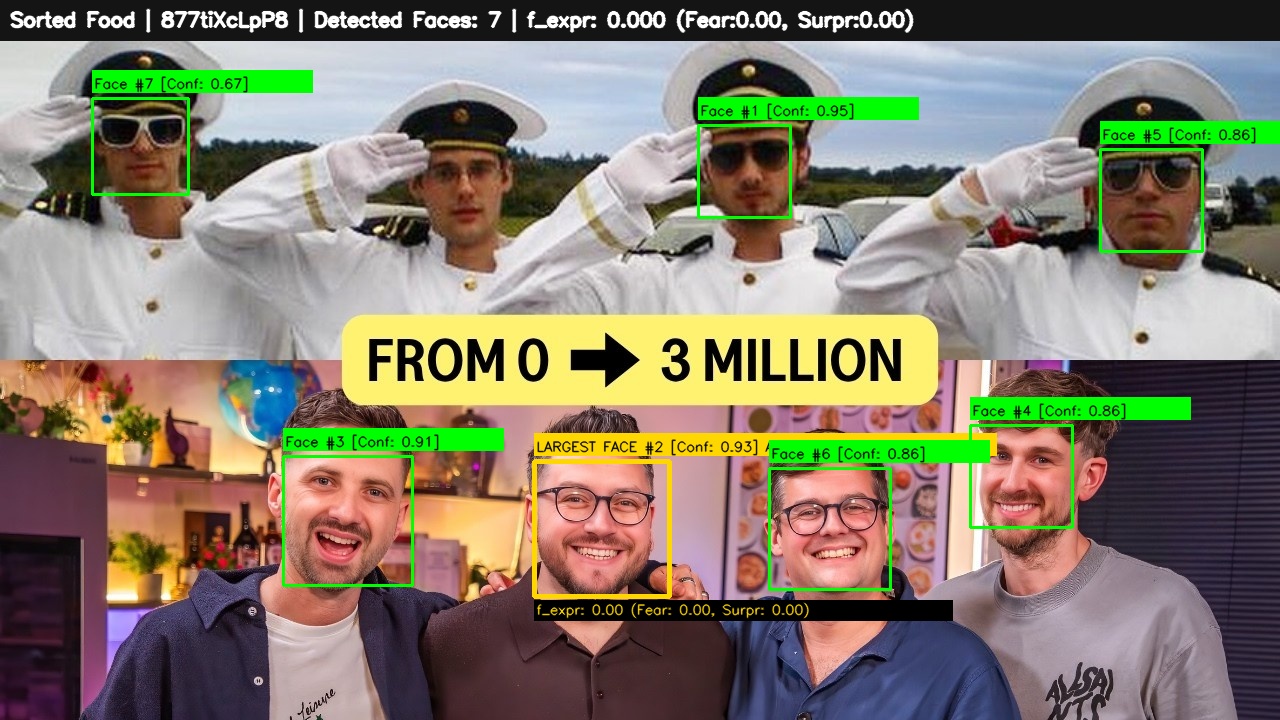 Sorted Food | 877tiXcLpP8 | Detected Faces: 7 | f_expr: 0.000 (Fear:0.00, Surpr:0.00)
Face #7 [Conf: 0.67]
Face #1 [Conf: 0.95]
Face #5 [Conf: 0.86]
FROM 0 → 3 MILLION
Face #4 [Conf: 0.86]
Face #3 [Conf: 0.91]
LARGEST FACE #2 [Conf: 0.93]
Face #6 [Conf: 0.86]
f_expr: 0.00 (Fear: 0.00, Surpr: 0.00)
Leisure
ALLSAI
NTS